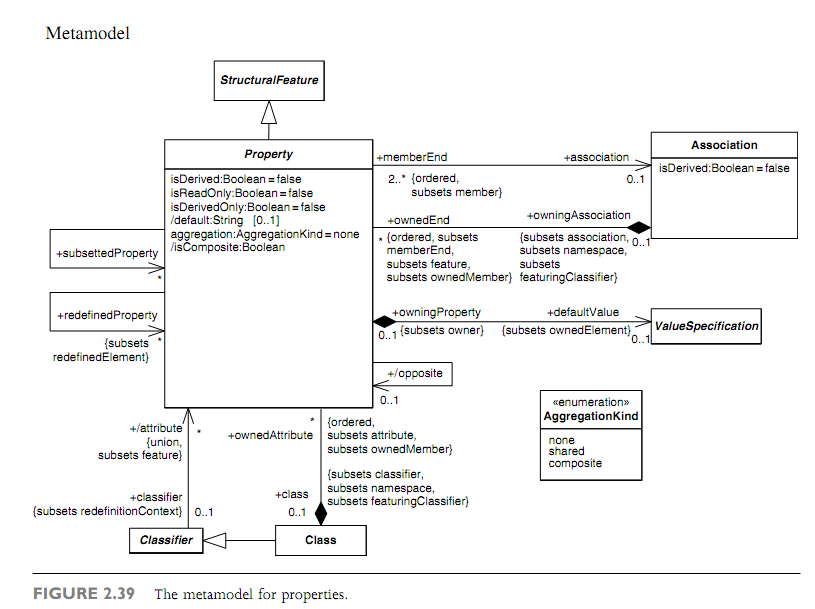 Metamodel
StructuralFeature
Property
isDerived:Boolean=false
isReadOnly:Boolean=false
isDerivedOnly:Boolean=false
/default:String [0..1]
aggregation:AggregationKind=none
/isComposite:Boolean
+memberEnd
+association
2..* {ordered,
subsets member}
0..1
Association
isDerived:Boolean=false
+ownedEnd
+owningAssociation
* {ordered, subsets
memberEnd,
subsets feature,
subsets ownedMember}
{subsets association,
subsets namespace,
subsets
featuringClassifier}
0..1
+subsettedProperty
*
+redefinedProperty
*
{subsets
redefinedElement}
+owningProperty
+defaultValue
0..1 {subsets owner}
{subsets ownedElement}
0..1
ValueSpecification
+/opposite
0..1
«enumeration»
AggregationKind
none
shared
composite
+/attribute
*
{union,
subsets feature}
+ownedAttribute
*
{ordered,
subsets attribute,
subsets ownedMember}
{subsets classifier,
subsets namespace,
subsets featuringClassifier}
+classifier
{subsets redefinitionContext}
0..1
+class
0..1
Classifier
Class
FIGURE 2.39 The metamodel for properties.